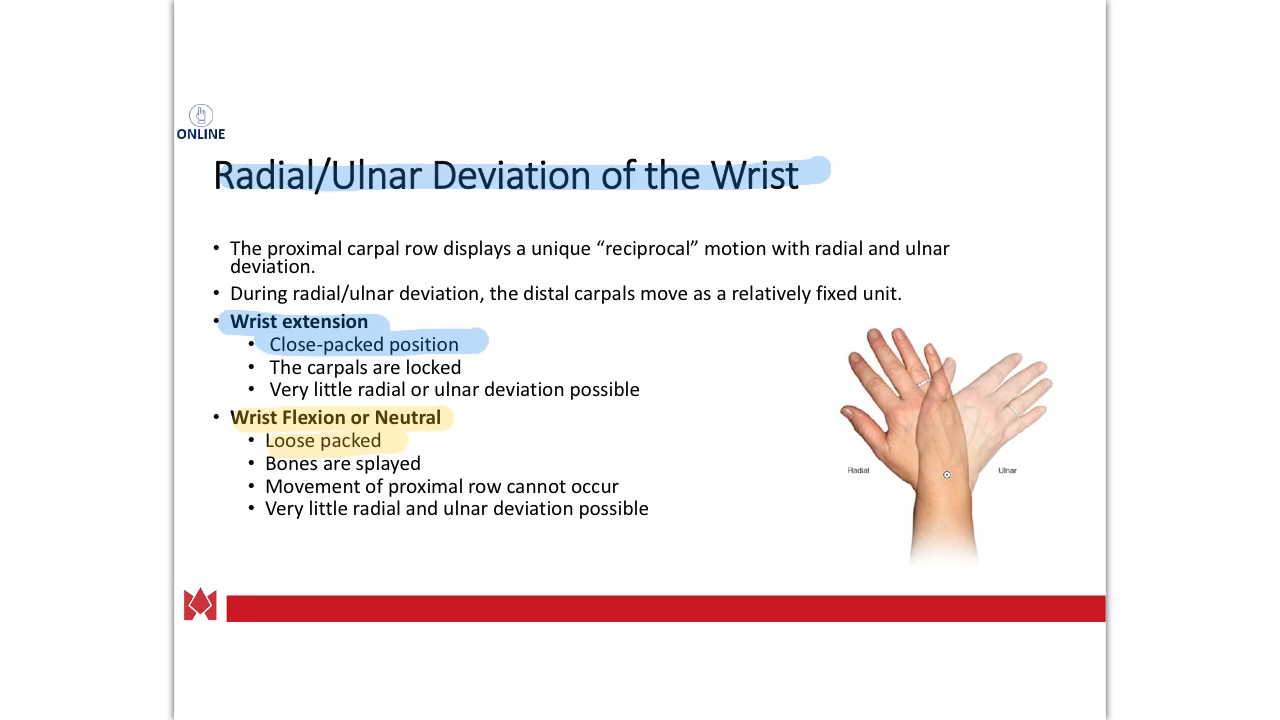 ONLINE
Radial/Ulnar Deviation of the Wrist
• The proximal carpal row displays a unique “reciprocal” motion with radial and ulnar
deviation.
• During radial/ulnar deviation, the distal carpals move as a relatively fixed unit.
• Wrist extension
• Close-packed position
• The carpals are locked
• Very little radial or ulnar deviation possible
• Wrist Flexion or Neutral
• Loose packed
• Bones are splayed
• Movement of proximal row cannot occur
• Very little radial and ulnar deviation possible
Radial
Ulnar